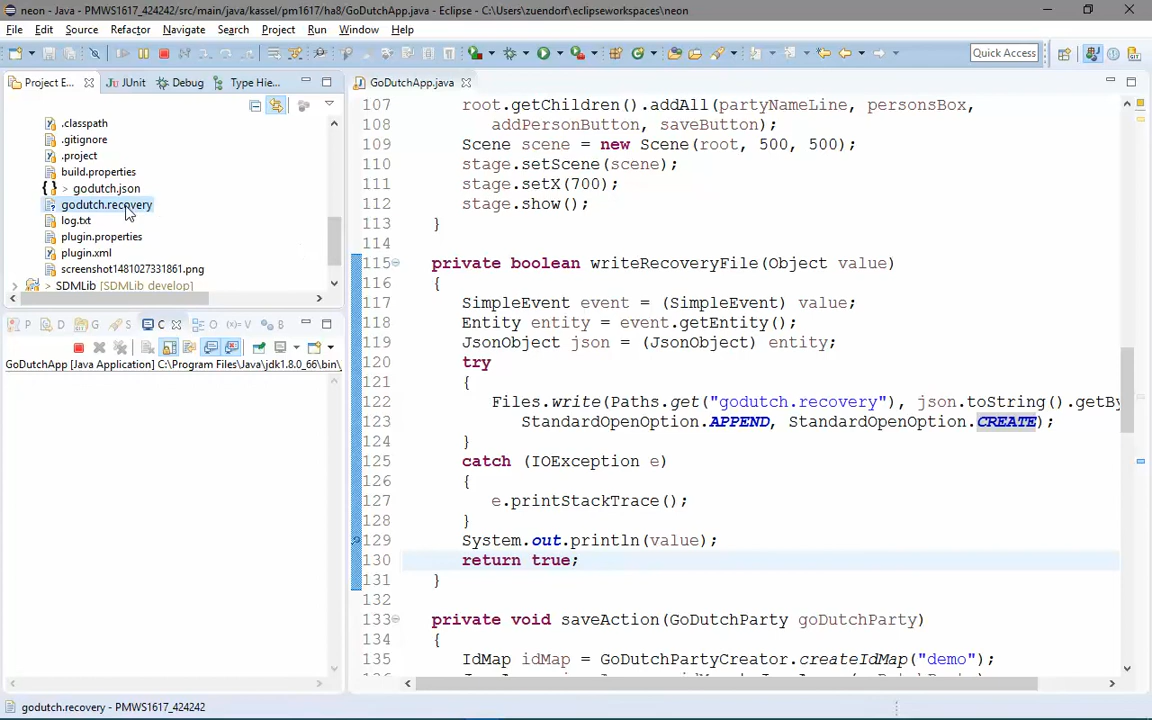 neon - Java - PMWS1617_424242/src/main/java/kassel/pm1617/ha8/GoDutchApp.java - Eclipse - C:\Users\zuendorf\eclipseworkspaces\neon
File Edit Source Refactor Navigate Search Project Run Window Help
Quick Access
Project E... JUnit Debug Type Hie...
GoDutchApp.java
.classpath
.gitignore
.project
build.properties
> godutch.json
godutch.recovery
log.txt
plugin.properties
plugin.xml
screenshot1481027331861.png
> SDMLib [SDMLib develop]
P D G S C O (x)=V B
GoDutchApp [Java Application] C:\Program Files\Java\jdk1.8.0_66\bin\
107 root.getChildren().addAll(partyNameLine, personsBox,
108 addPersonButton, saveButton);
109 Scene scene = new Scene(root, 500, 500);
110 stage.setScene(scene);
111 stage.setX(700);
112 stage.show();
113 }
114
115 private boolean writeRecoveryFile(Object value)
116 {
117 SimpleEvent event = (SimpleEvent) value;
118 Entity entity = event.getEntity();
119 JsonObject json = (JsonObject) entity;
120 try
121 {
122 Files.write(Paths.get("godutch.recovery"), json.toString().getBy
123 StandardOpenOption.APPEND, StandardOpenOption.CREATE);
124 }
125 catch (IOException e)
126 {
127 e.printStackTrace();
128 }
129 System.out.println(value);
130 return true;
131 }
132
133 private void saveAction(GoDutchParty goDutchParty)
134 {
135 IdMap idMap = GoDutchPartyCreator.createIdMap("demo");
godutch.recovery - PMWS1617_424242